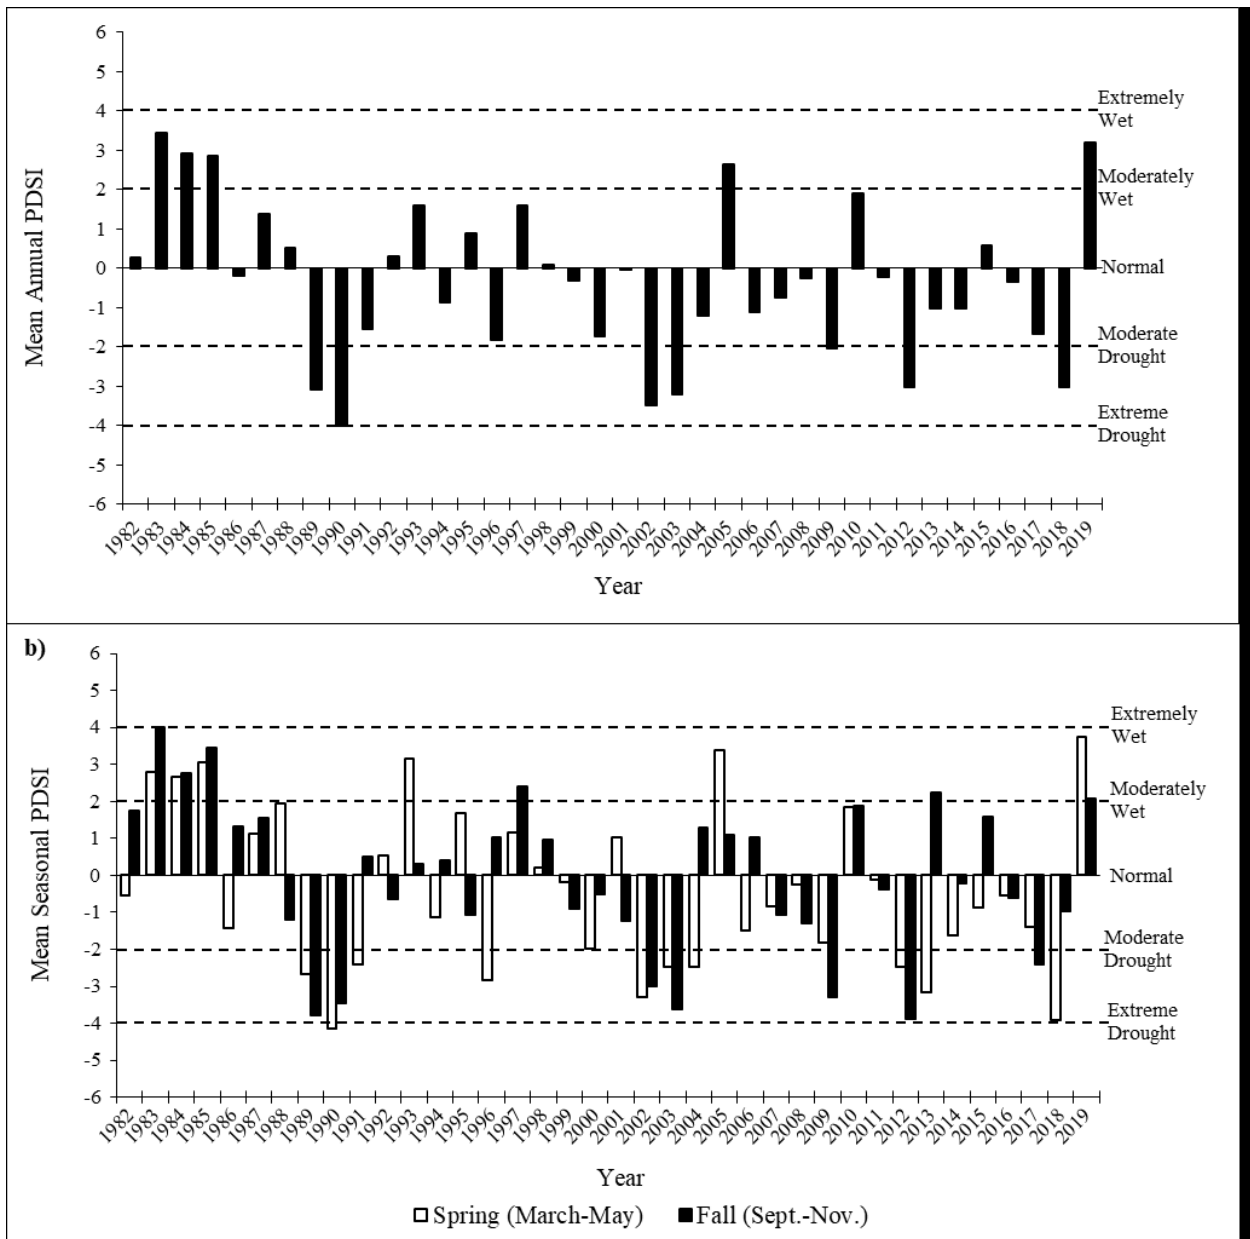 6
5
4
3
2
1
0
-1
-2
-3
-4
-5
-6
Mean Annual PDSI
Extremely
Wet
Moderately
Wet
Normal
Moderate
Drought
Extreme
Drought
1982 1983 1984 1985 1986 1987 1988 1989 1990 1991 1992 1993 1994 1995 1996 1997 1998 1999 2000 2001 2002 2003 2004 2005 2006 2007 2008 2009 2010 2011 2012 2013 2014 2015 2016 2017 2018 2019
Year
b)
6
5
4
3
2
1
0
-1
-2
-3
-4
-5
-6
Mean Seasonal PDSI
Extremely
Wet
Moderately
Wet
Normal
Moderate
Drought
Extreme
Drought
1982 1983 1984 1985 1986 1987 1988 1989 1990 1991 1992 1993 1994 1995 1996 1997 1998 1999 2000 2001 2002 2003 2004 2005 2006 2007 2008 2009 2010 2011 2012 2013 2014 2015 2016 2017 2018 2019
Year
Spring (March-May) Fall (Sept.-Nov.)